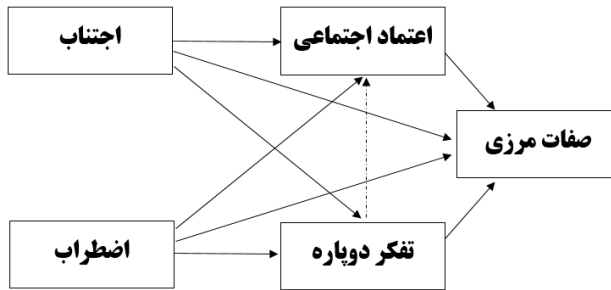 اجتناب
اعتماد اجتماعی
صفات مرزی
اضطراب
تفکر دوپاره